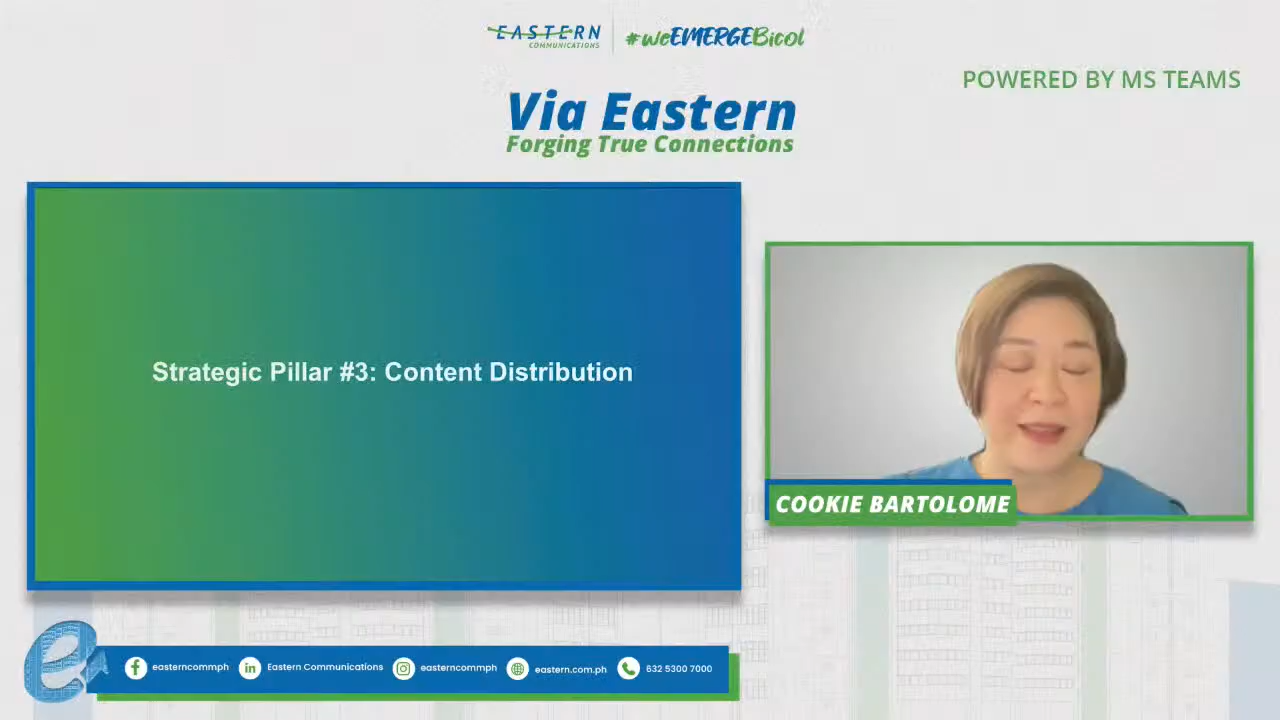 EASTERN
COMMUNICATIONS
#weEMERGEBicol
POWERED BY MS TEAMS
Via Eastern
Forging True Connections
Strategic Pillar #3: Content Distribution
COOKIE BARTOLOME
easterncommph
Eastern Communications
easterncommph
eastern.com.ph
632 5300 7000